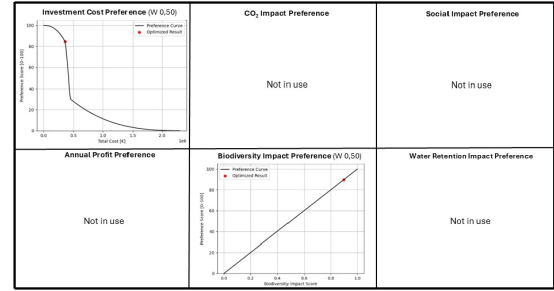 Investment Cost Preference (W 0,50)
Preference Curve
Optimized Result
Preference Score [0-100]
100
80
60
40
20
0
0.0 0.5 1.0 1.5 2.0
1e6
Total Cost [€]
CO₂ Impact Preference
Not in use
Social Impact Preference
Not in use
Annual Profit Preference
Not in use
Biodiversity Impact Preference (W 0,50)
Preference Curve
Optimized Result
Preference Score [0-100]
100
80
60
40
20
0
0.0 0.2 0.4 0.6 0.8 1.0
Biodiversity Impact Score
Water Retention Impact Preference
Not in use